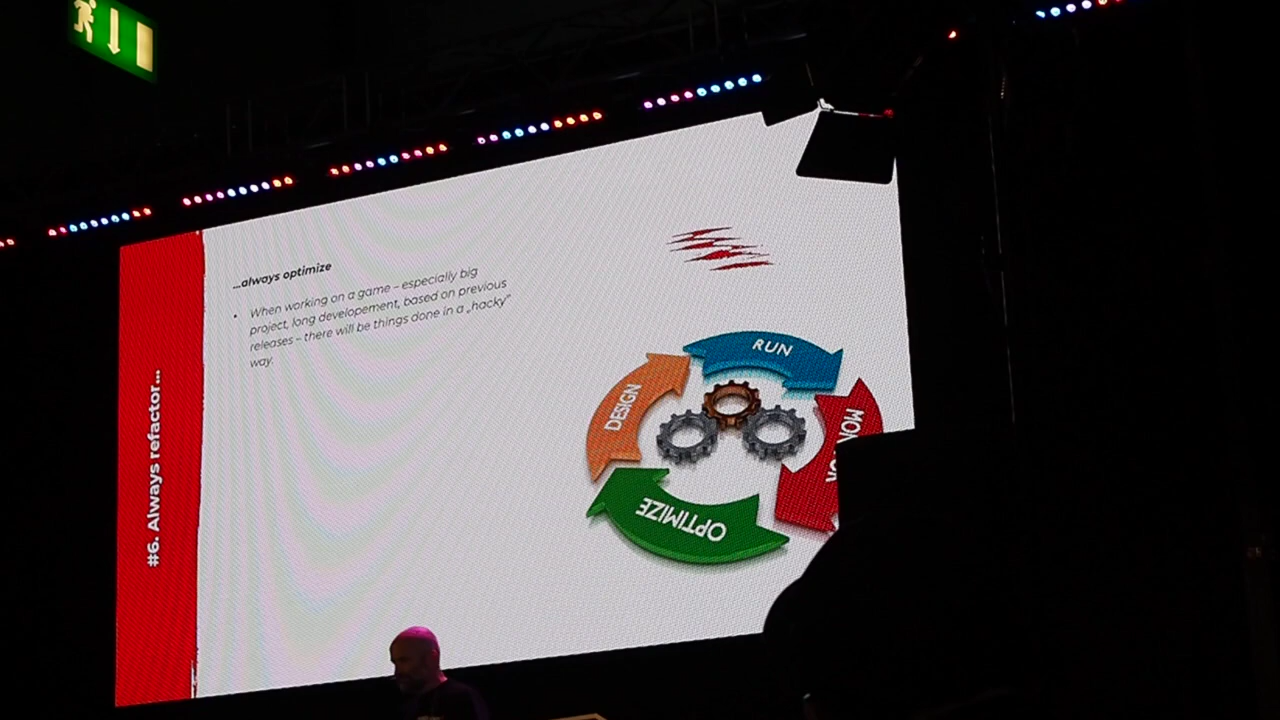 #6. Always refactor...
...always optimize
• When working on a game – especially big
project, long developement, based on previous
releases – there will be things done in a „hacky”
way.
RUN
DESIGN
OPTIMIZE